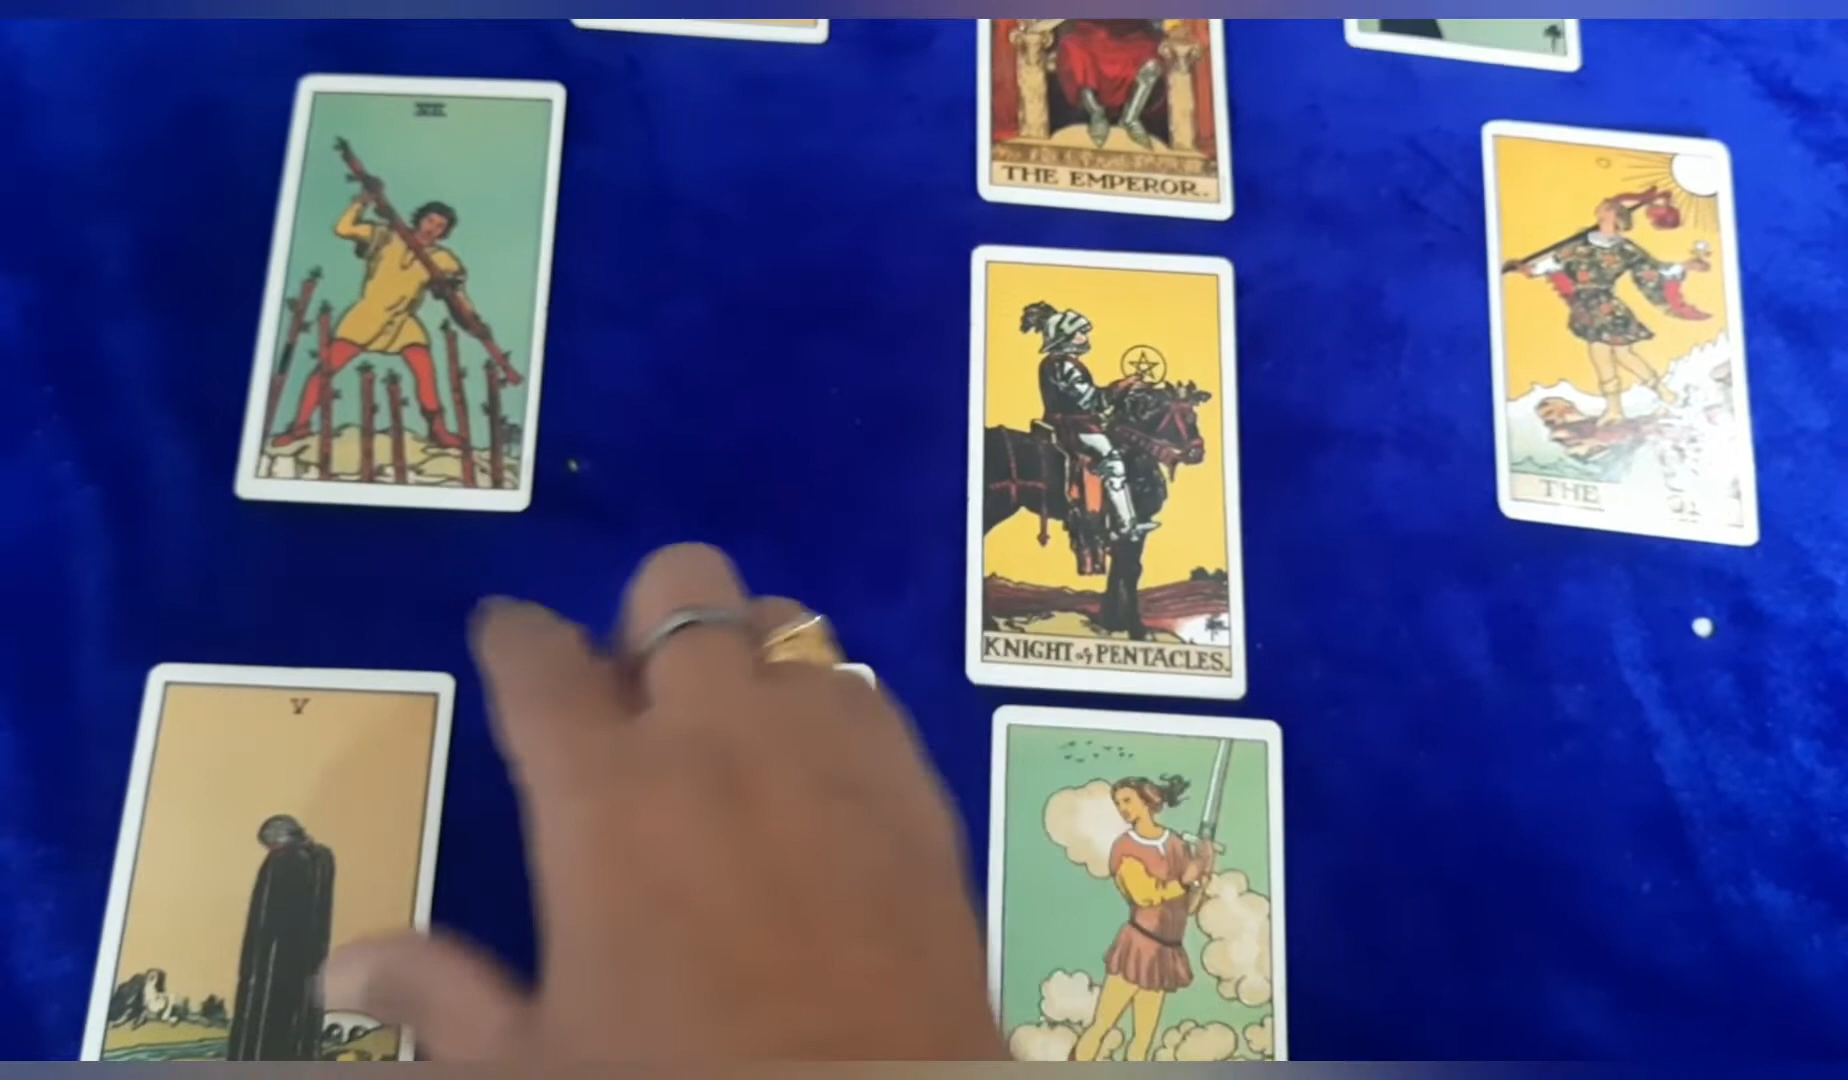 THE EMPEROR.
THE
KNIGHT of PENTACLES.
V